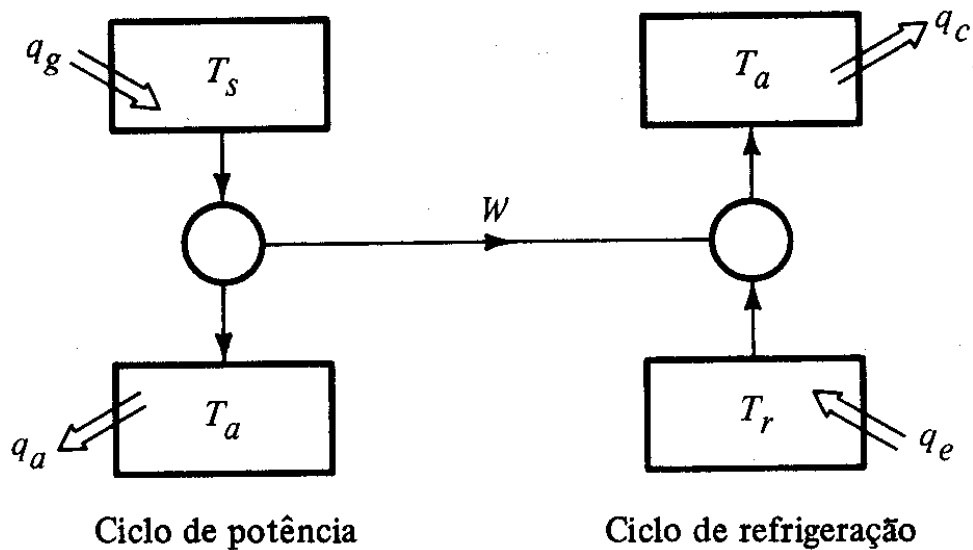 q_g
T_s
T_a
q_c
W
q_a
T_a
T_r
q_e
Ciclo de potência
Ciclo de refrigeração